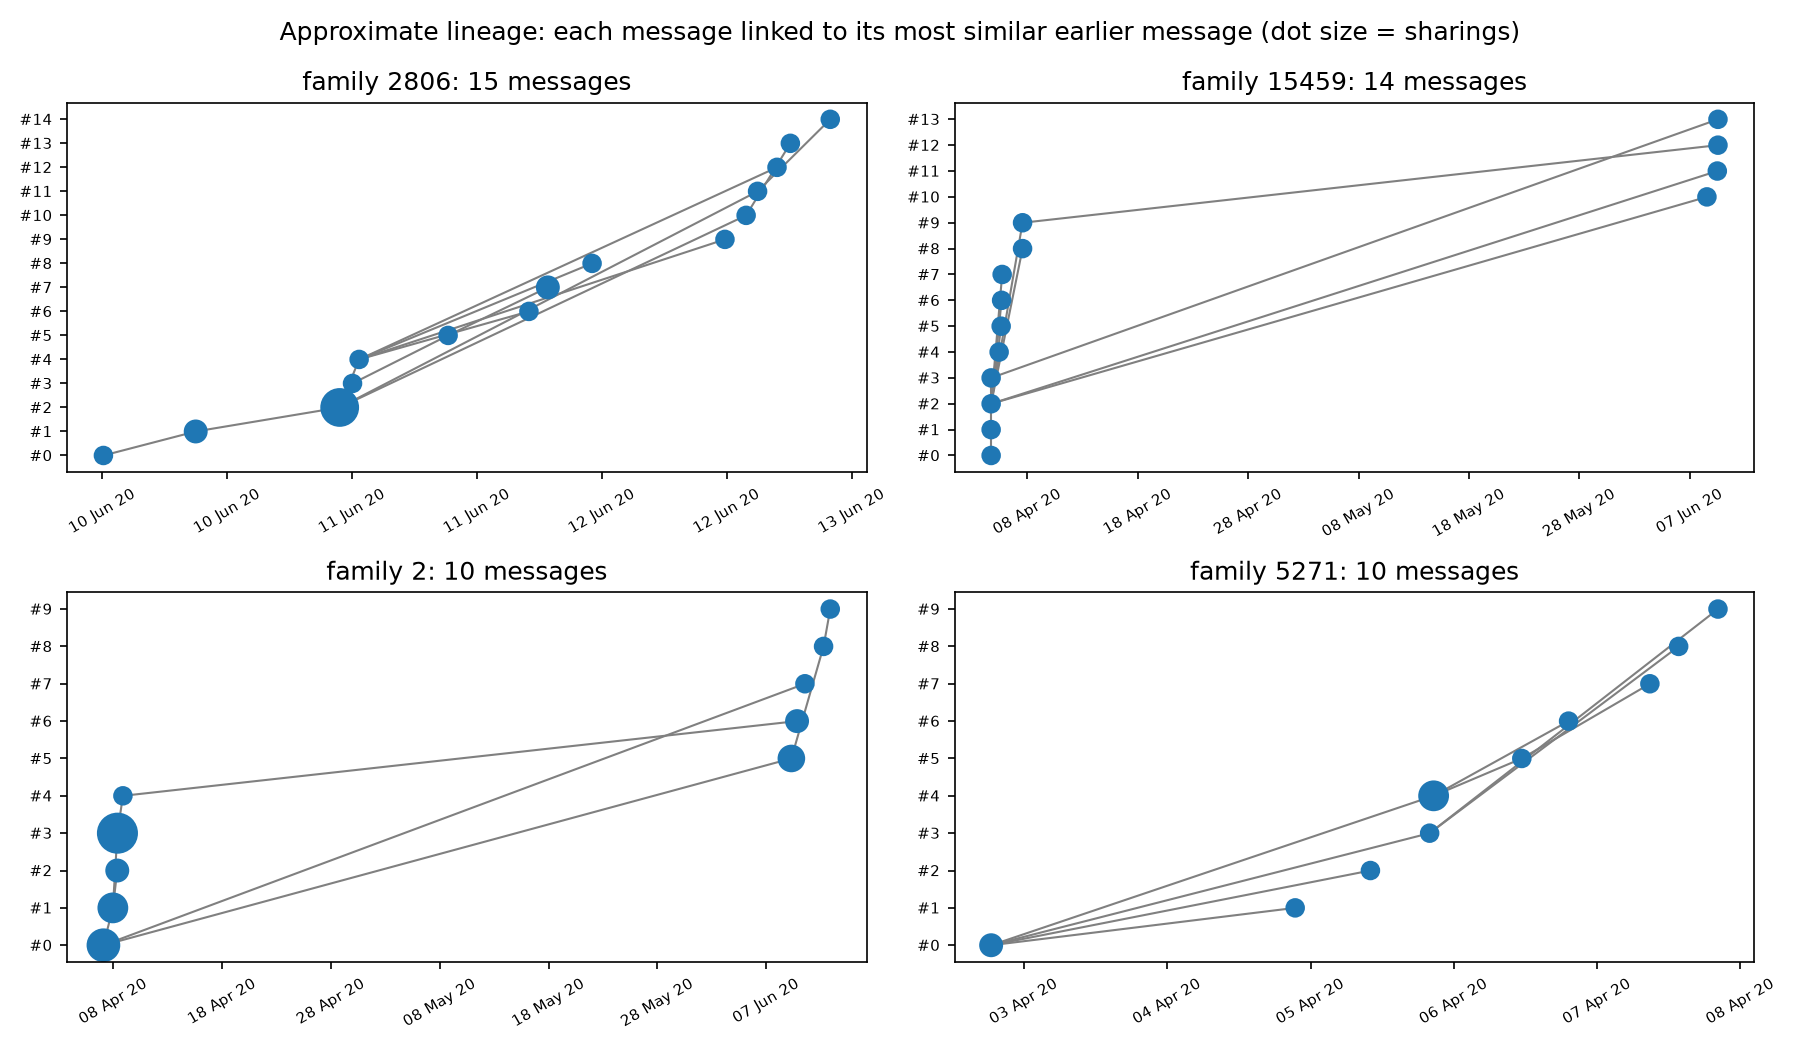 Approximate lineage: each message linked to its most similar earlier message (dot size = sharings)
family 2806: 15 messages
#14
#13
#12
#11
#10
#9
#8
#7
#6
#5
#4
#3
#2
#1
#0
10 Jun 20
10 Jun 20
11 Jun 20
11 Jun 20
12 Jun 20
12 Jun 20
13 Jun 20
family 15459: 14 messages
#13
#12
#11
#10
#9
#8
#7
#6
#5
#4
#3
#2
#1
#0
08 Apr 20
18 Apr 20
28 Apr 20
08 May 20
18 May 20
28 May 20
07 Jun 20
family 2: 10 messages
#9
#8
#7
#6
#5
#4
#3
#2
#1
#0
08 Apr 20
18 Apr 20
28 Apr 20
08 May 20
18 May 20
28 May 20
07 Jun 20
family 5271: 10 messages
#9
#8
#7
#6
#5
#4
#3
#2
#1
#0
03 Apr 20
04 Apr 20
05 Apr 20
06 Apr 20
07 Apr 20
08 Apr 20